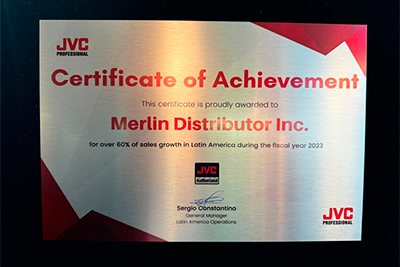 JVC
PROFESSIONAL
Certificate of Achievement
This certificate is proudly awarded to
Merlin Distributor Inc.
for over 60% of sales growth in Latin America during the fiscal year 2023
JVC
Authorized
Sergio Constantino
General Manager
Latin America Operations
JVC
PROFESSIONAL